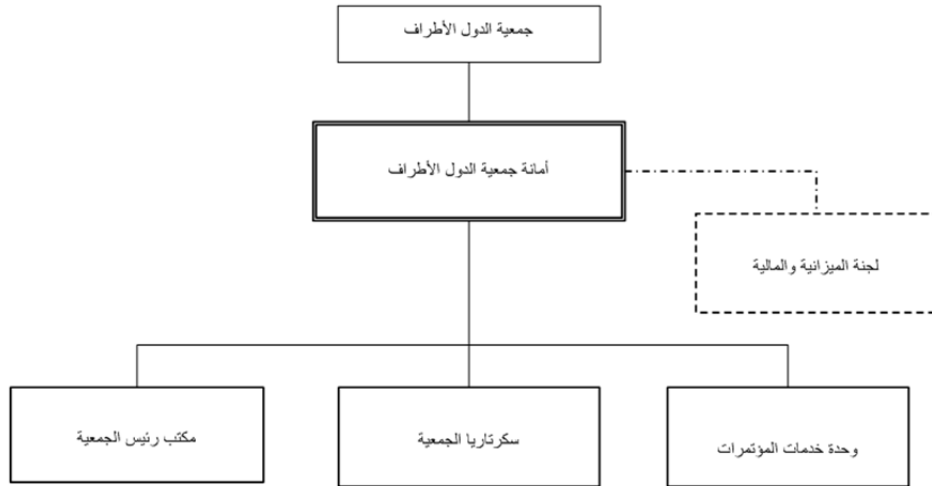 جمعية الدول الأطراف
أمانة جمعية الدول الأطراف
لجنة الميزانية والمالية
وحدة خدمات المؤتمرات
سكرتاريا الجمعية
مكتب رئيس الجمعية